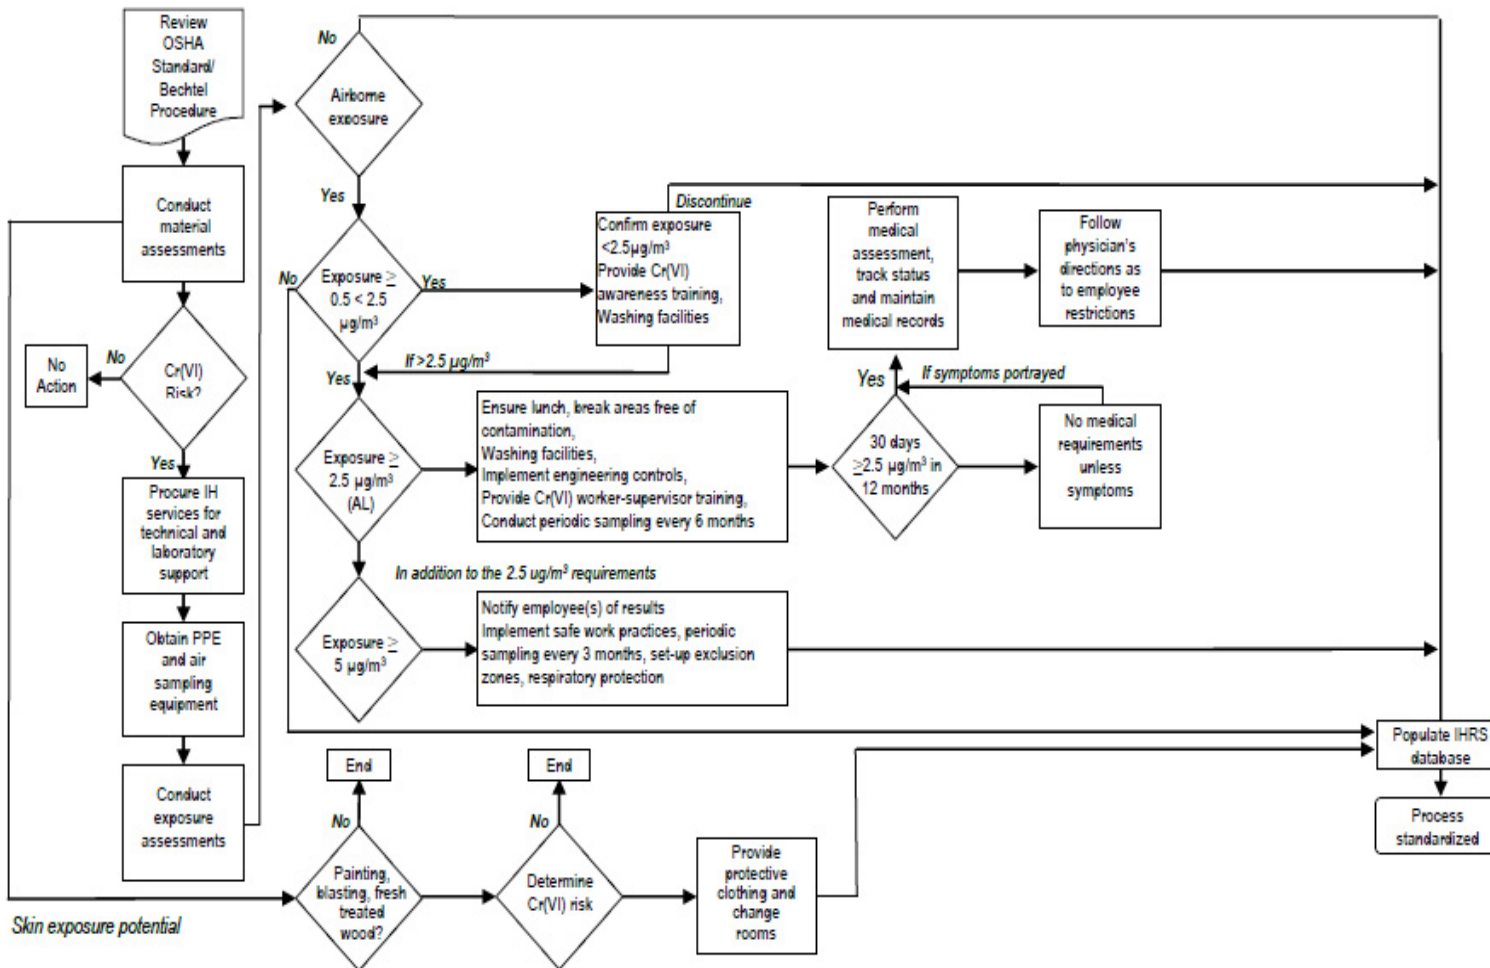 Review
OSHA
Standard/
Bechtel
Procedure
Conduct
material
assessments
Cr(VI)
Risk?
No
No
Action
Yes
Procure IH
services for
technical and
laboratory
support
Obtain PPE
and air
sampling
equipment
Conduct
exposure
assessments
No
Airborne
exposure
Yes
No
Exposure ≥
0.5 < 2.5
µg/m³
Yes
Discontinue
Confirm exposure
<2.5µg/m³
Provide Cr(VI)
awareness training,
Washing facilities
If >2.5 µg/m³
Yes
Exposure ≥
2.5 µg/m³
(AL)
Ensure lunch, break areas free of
contamination,
Washing facilities,
Implement engineering controls,
Provide Cr(VI) worker-supervisor training,
Conduct periodic sampling every 6 months
Perform
medical
assessment,
track status
and maintain
medical records
Follow
physician's
directions as
to employee
restrictions
Yes
If symptoms portrayed
30 days
≥2.5 µg/m³ in
12 months
No medical
requirements
unless
symptoms
In addition to the 2.5 ug/m³ requirements
Exposure ≥
5 µg/m³
Notify employee(s) of results
Implement safe work practices, periodic
sampling every 3 months, set-up exclusion
zones, respiratory protection
Populate IHRS
database
Process
standardized
End
No
Painting,
blasting, fresh
treated
wood?
End
No
Determine
Cr(VI) risk
Provide
protective
clothing and
change
rooms
Skin exposure potential